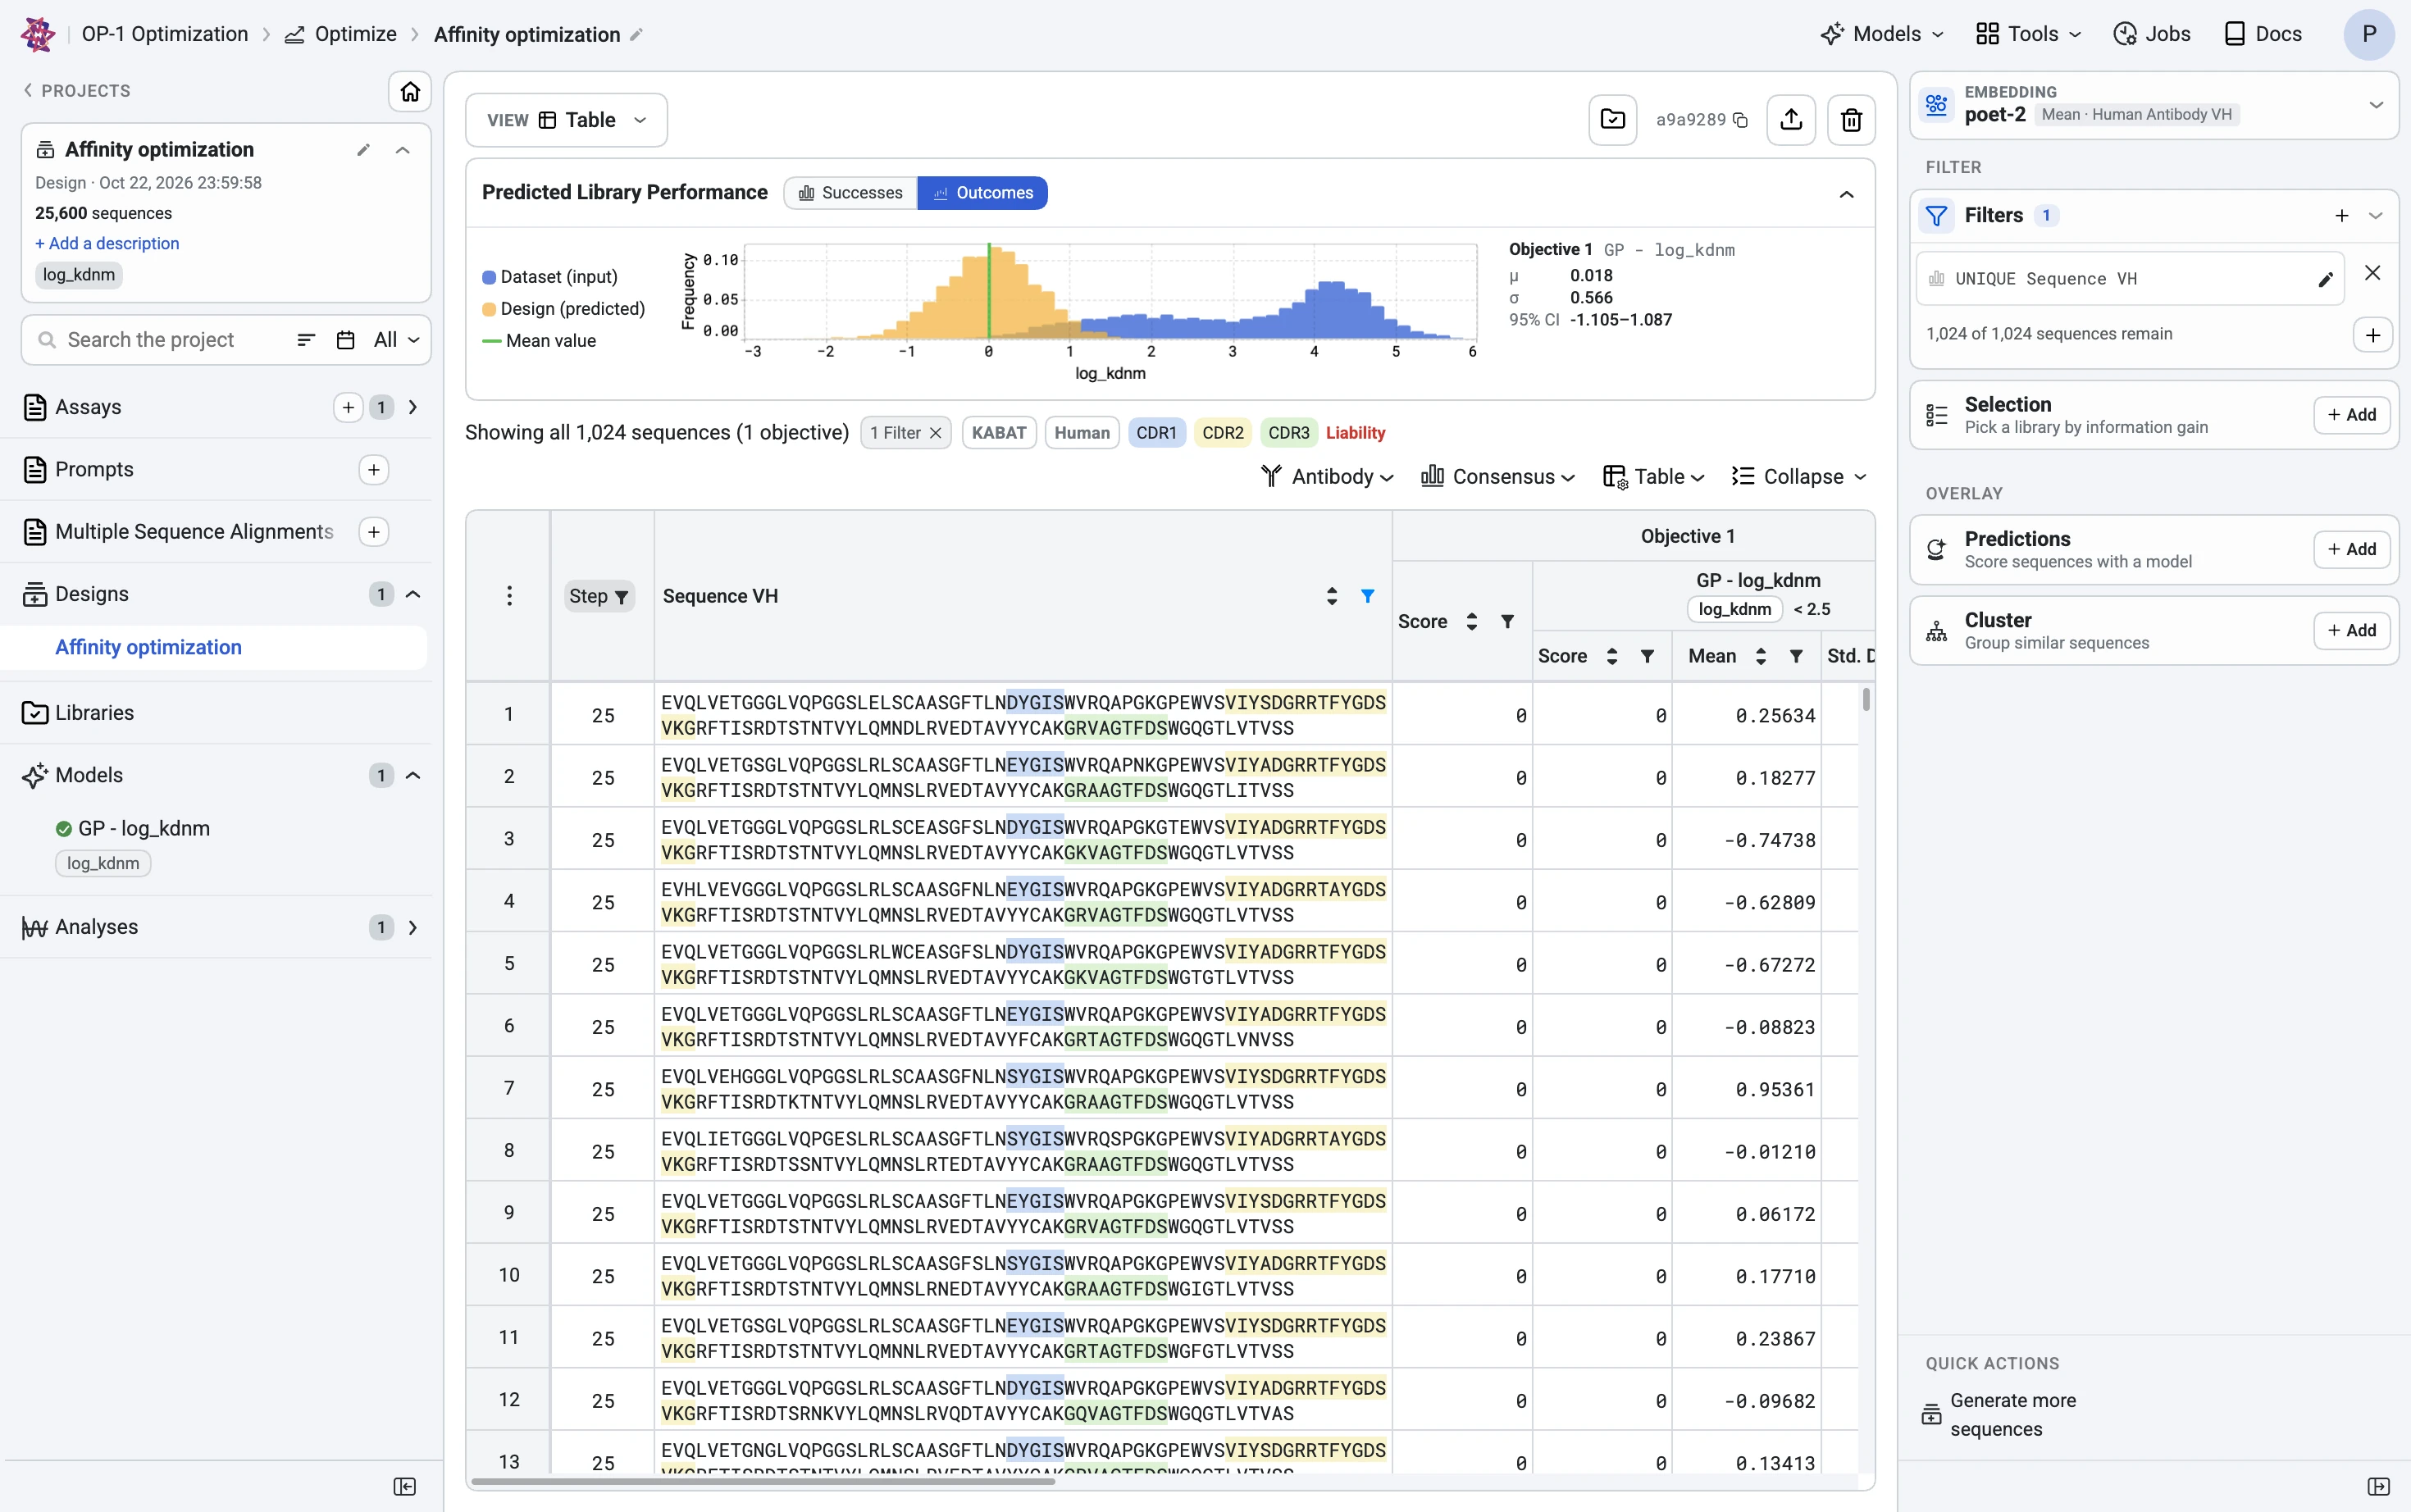 OP-1 Optimization
Optimize
Affinity optimization
Models
Tools
Jobs
Docs
P
PROJECTS
Affinity optimization
Design · Oct 22, 2026 23:59:58
25,600 sequences
+ Add a description
log_kdnm
Search the project
All
Assays
1
Prompts
Multiple Sequence Alignments
Designs
1
Affinity optimization
Libraries
Models
1
GP - log_kdnm
log_kdnm
Analyses
1
VIEW Table
a9a9289
Predicted Library Performance
Successes
Outcomes
Dataset (input)
Design (predicted)
Mean value
Frequency
0.10
0.05
0.00
-3 -2 -1 0 1 2 3 4 5 6
log_kdnm
Objective 1 GP - log_kdnm
μ 0.018
σ 0.566
95% CI -1.105–1.087
Showing all 1,024 sequences (1 objective)
1 Filter
KABAT
Human
CDR1
CDR2
CDR3
Liability
Antibody
Consensus
Table
Collapse
Step
Sequence VH
Objective 1
Score
GP - log_kdnm
log_kdnm < 2.5
Score
Mean
Std. D
1 25 EVQLVETGGGLVQPGGSLELSCAASGFTLNDYGISWVRQAPGKGPEWVSVIYSDGRRTFYGDS 0 0 0.25634
VKGRFTISRDTSTNTVYLQMNDLRVEDTAVYYCAKGRVAGTFDSWGQGTLVTVSS
2 25 EVQLVETGSGLVQPGGSLRLSCAASGFTLNEYGISWVRQAPNKGPEWVSVIYADGRRTFYGDS 0 0 0.18277
VKGRFTISRDTSTNTVYLQMNSLRVEDTAVYYCAKGRAAGTFDSWGQGTLITVSS
3 25 EVQLVETGGGLVQPGGSLRLSCEASGFSLNDYGISWVRQAPGKGTEWVSVIYADGRRTFYGDS 0 0 -0.74738
VKGRFTISRDTSTNTVYLQMNSLRVEDTAVYYCAKGKVAGTFDSWGQGTLVTVSS
4 25 EVHLVEVGGGLVQPGGSLRLSCAASGFNLNEYGISWVRQAPGKGPEWVSVIYADGRRTAYGDS 0 0 -0.62809
VKGRFTISRDTSTNTVYLQMNSLRVEDTAVYYCAKGRVAGTFDSWGQGTLVTVSS
5 25 EVQLVETGGGLVQPGGSLRLWCEASGFSLNDYGISWVRQAPGKGPEWVSVIYADGRRTFYGDS 0 0 -0.67272
VKGRFTISRDTSTNTVYLQMNSLRVEDTAVYYCAKGKVAGTFDSWGTGTLVTVSS
6 25 EVQLVETGGGLVQPGGSLRLSCAASGFTLNEYGISWVRQAPGKGPEWVSVIYADGRRTFYGDS 0 0 -0.08823
VKGRFTISRDTSTNTVYLQMNSLRVEDTAVYFCAKGRTAGTFDSWGQGTLVNVSS
7 25 EVQLVEHGGGLVQPGGSLRLSCAASGFNLNSYGISWVRQAPGKGPEWVSVIYSDGRRTFYGDS 0 0 0.95361
VKGRFTISRDTKTNTVYLQMNSLRVEDTAVYYCAKGRAAGTFDSWGQGTLVTVSS
8 25 EVQLIETGGGLVQPGESLRLSCAASGFTLNSYGISWVRQSPGKGPEWVSVIYADGRRTAYGDS 0 0 -0.01210
VKGRFTISRDTSSNTVYLQMNSLRTEDTAVYYCAKGRAAGTFDSWGQGTLVTVSS
9 25 EVQLVETGGGLVQPGGSLRLSCAASGFTLNEYGISWVRQAPGKGPEWVSVIYSDGRRTFYGDS 0 0 0.06172
VKGRFTISRDTSTNTVYLQMNSLRVEDTAVYYCAKGRVAGTFDSWGQGTLVTVSS
10 25 EVQLVETGGGLVQPGGSLRLSCAASGFSLNSYGISWVRQAPGKGPEWVSVIYSDGRRTFYGDS 0 0 0.17710
VKGRFTISRDTSTNTVYLQMNSLRNEDTAVYYCAKGRAAGTFDSWGIGTLVTVSS
11 25 EVQLVETGSGLVQPGGSLRLSCAASGFTLNEYGISWVRQAPGKGPEWVSVIYSDGRRTFYGDS 0 0 0.23867
VKGRFTISRDTSTNTVYLQMNNLRVEDTAVYYCAKGRTAGTFDSWGFGTLVTVSS
12 25 EVQLVETGGGLVQPGGSLRLSCAASGFTLNDYGISWVRQAPGKGPEWVSVIYADGRRTFYGDS 0 0 -0.09682
VKGRFTISRDTSRNKVYLQMNSLRVQDTAVYYCAKGQVAGTFDSWGQGTLVTVAS
13 25 EVQLVETGNGLVQPGGSLRLSCAASGFTLNDYGISWVRQAPGKGPEWVSVIYSDGRRTFYGDS 0 0 0.13413
EMBEDDING
poet-2 Mean · Human Antibody VH
FILTER
Filters 1
UNIQUE Sequence VH
1,024 of 1,024 sequences remain
Selection
Pick a library by information gain
+ Add
OVERLAY
Predictions
Score sequences with a model
+ Add
Cluster
Group similar sequences
+ Add
QUICK ACTIONS
Generate more
sequences